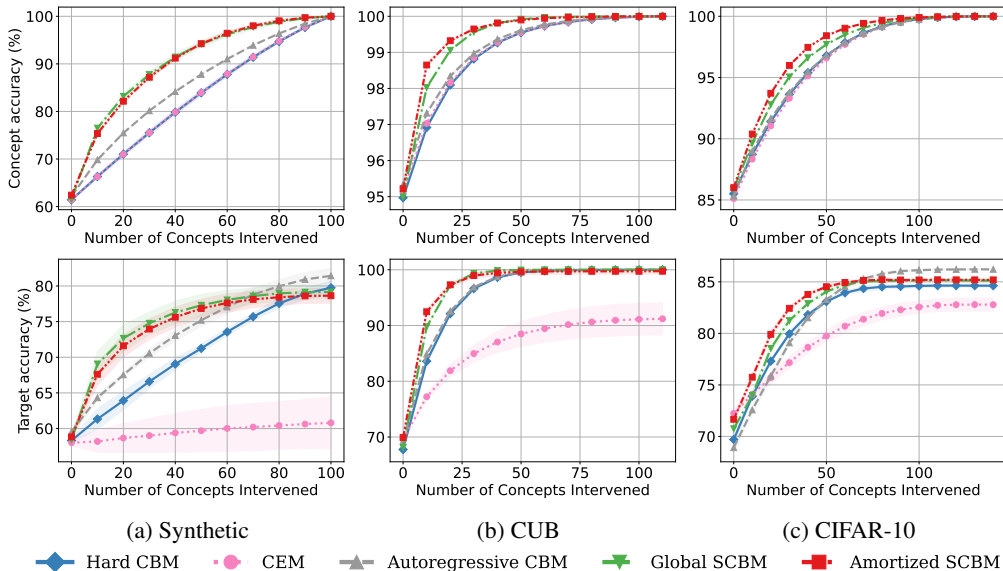 Concept accuracy (%)
100
90
80
70
60
0 20 40 60 80 100
Number of Concepts Intervened
100
99
98
97
96
95
0 25 50 75 100
Number of Concepts Intervened
100
95
90
85
0 50 100
Number of Concepts Intervened
Target accuracy (%)
80
75
70
65
60
0 20 40 60 80 100
Number of Concepts Intervened
100
90
80
70
0 25 50 75 100
Number of Concepts Intervened
85
80
75
70
0 50 100
Number of Concepts Intervened
(a) Synthetic
(b) CUB
(c) CIFAR-10
Hard CBM CEM Autoregressive CBM Global SCBM Amortized SCBM